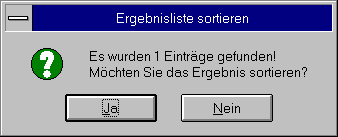 Ergebnisliste sortieren
Es wurden 1 Einträge gefunden!
Möchten Sie das Ergebnis sortieren?
Ja
Nein